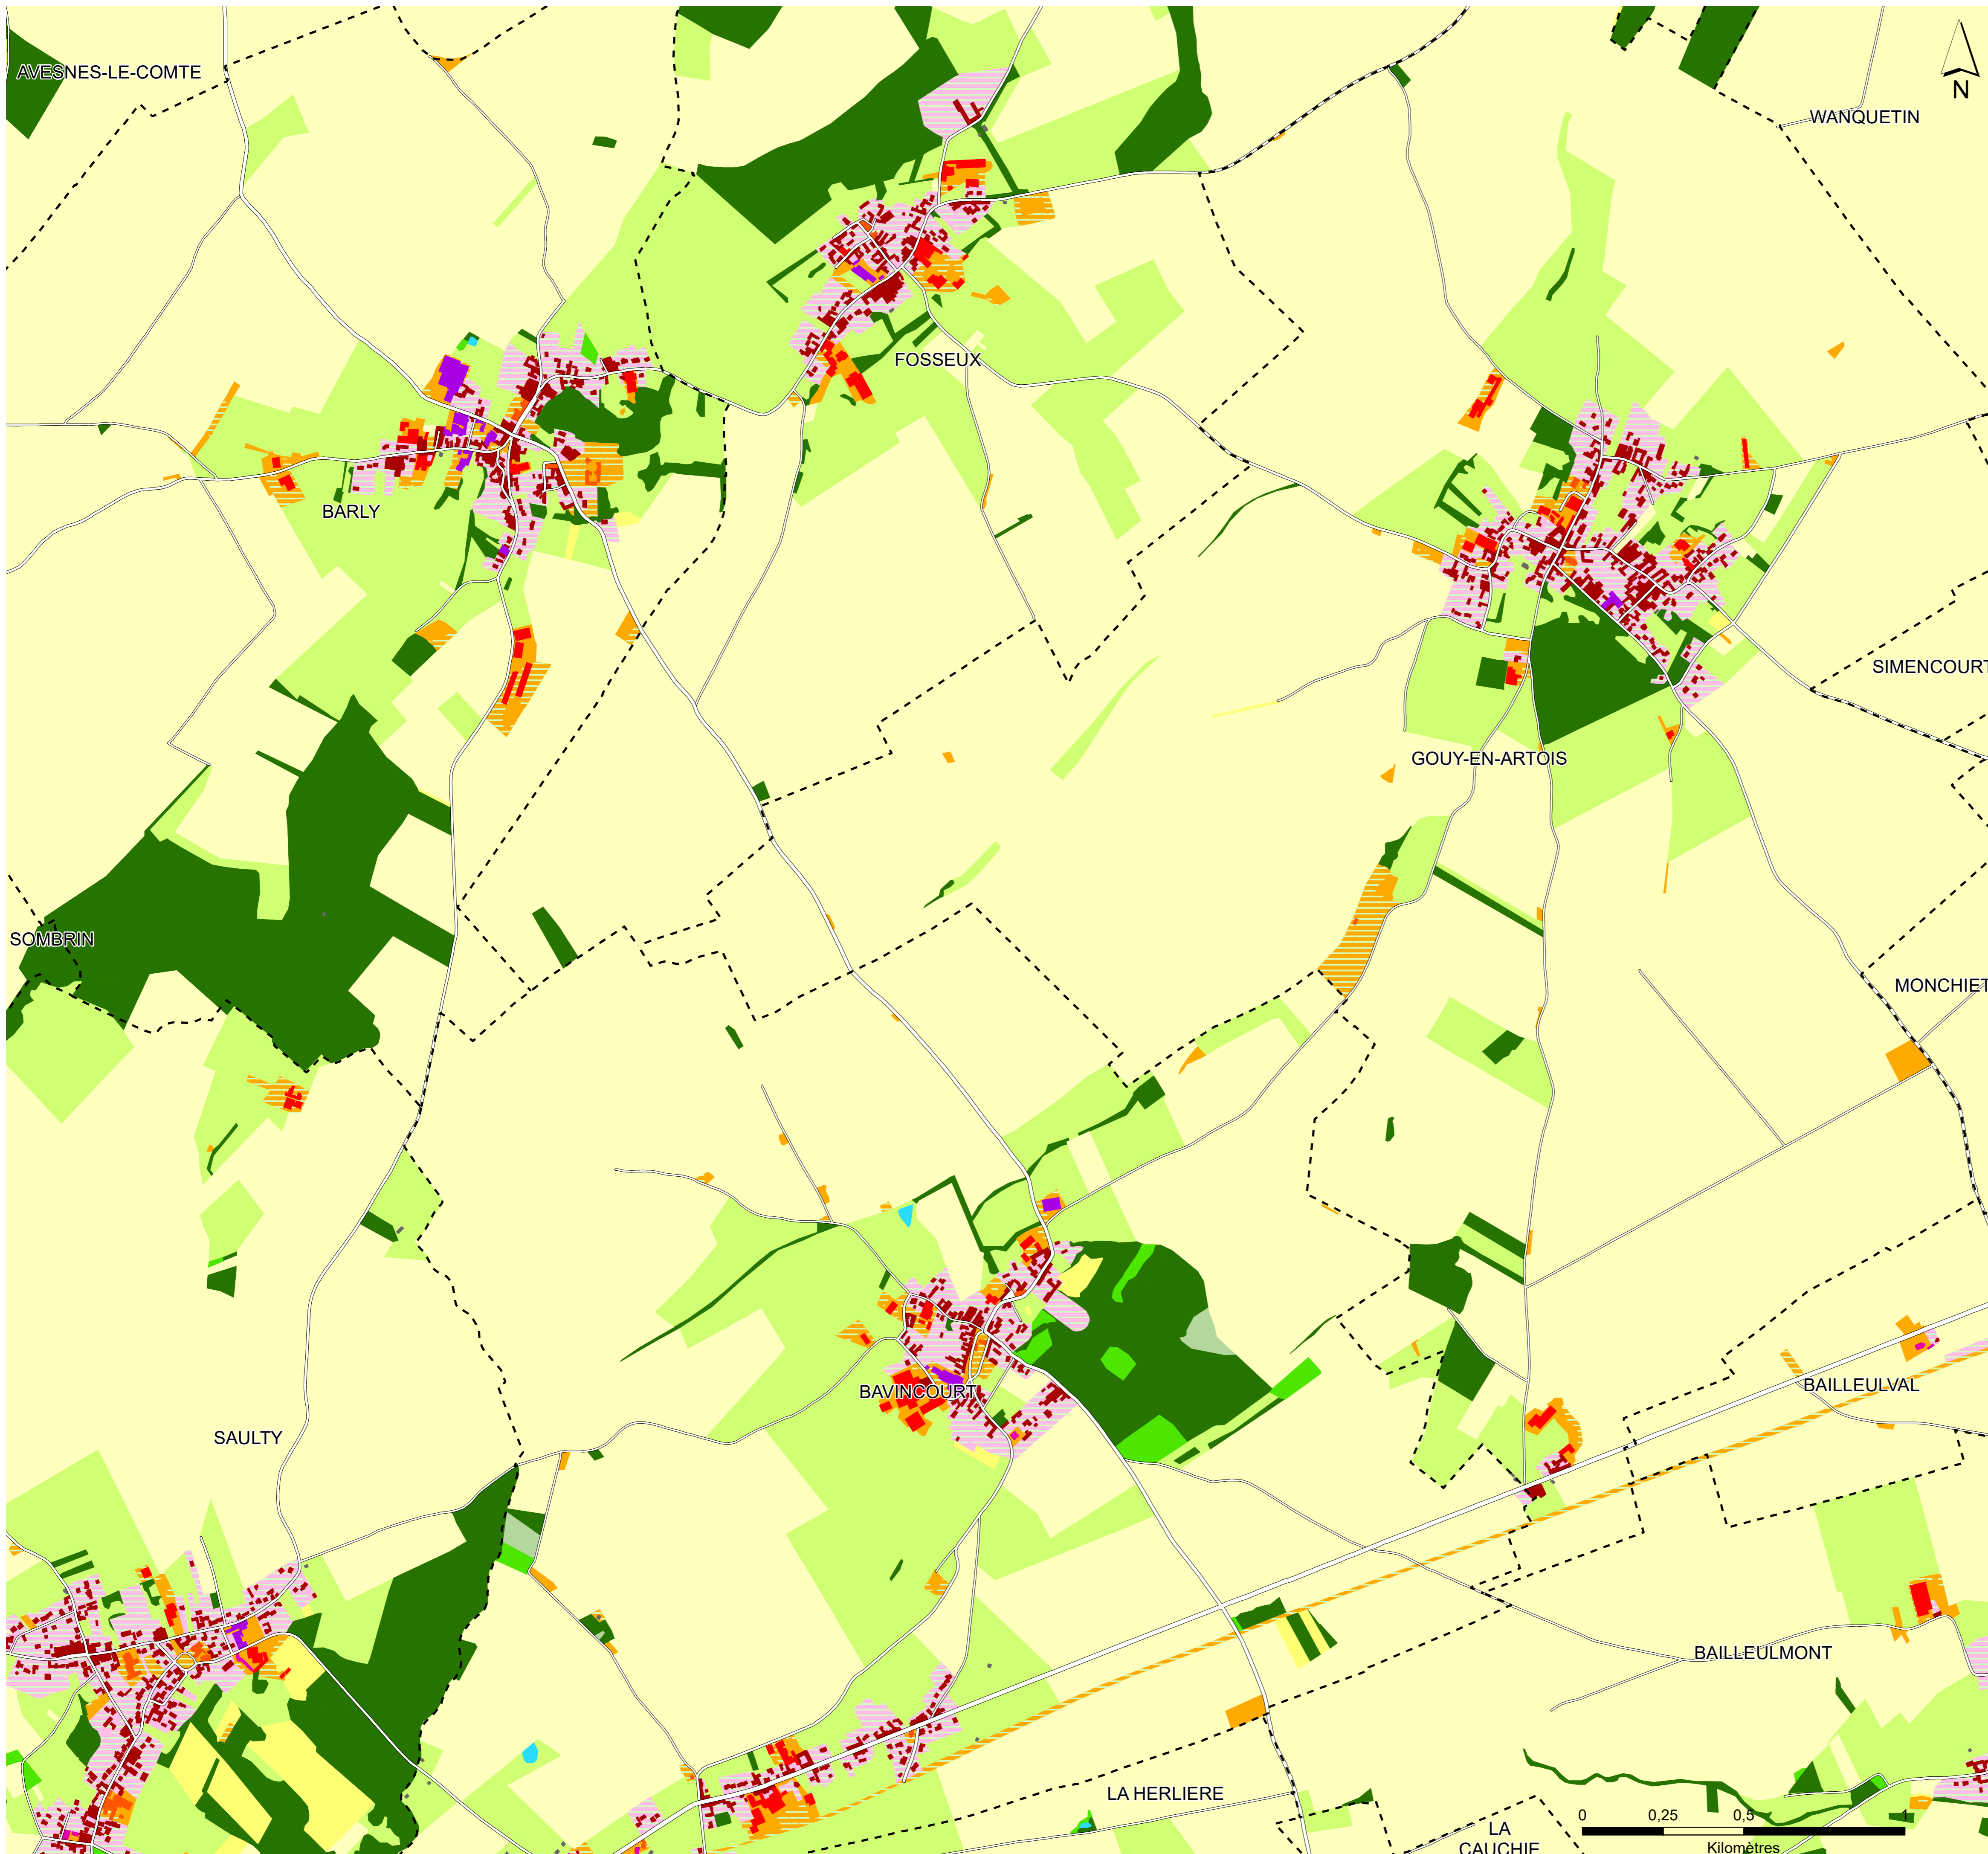 AVESNES-LE-COMTE
N
WANQUETIN
FOSSEUX
BARLY
SIMENCOURT
GOUY-EN-ARTOIS
SOMBRIN
MONCHIET
BAVINCOURT
BAILLEULVAL
SAULTY
BAILLEULMONT
LA HERLIERE
LA
CAUCHIE
0 0,25 0,5 1
Kilomètres